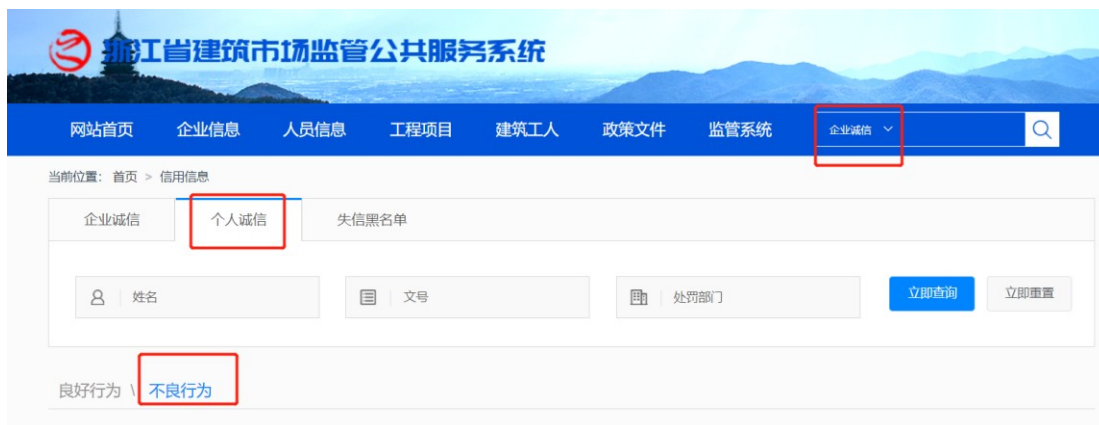 浙江省建筑市场监管公共服务系统
网站首页 企业信息 人员信息 工程项目 建筑工人 政策文件 监管系统 企业诚信
当前位置： 首页 > 信用信息
企业诚信 个人诚信 失信黑名单
姓名 文号 处罚部门 立即查询 立即重置
良好行为 \ 不良行为